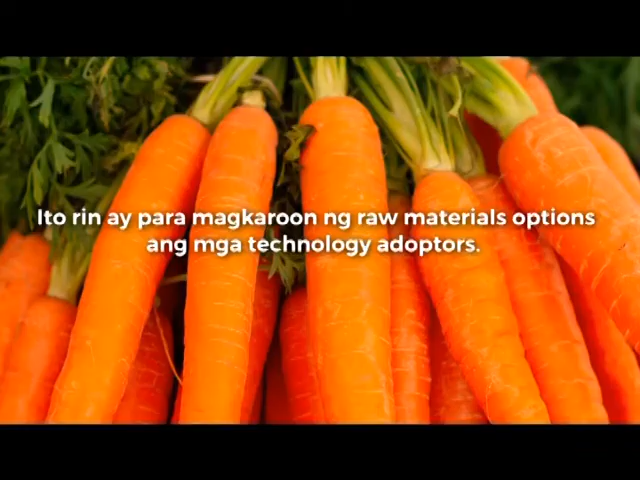 Ito rin ay para magkaroon ng raw materials options
ang mga technology adoptors.